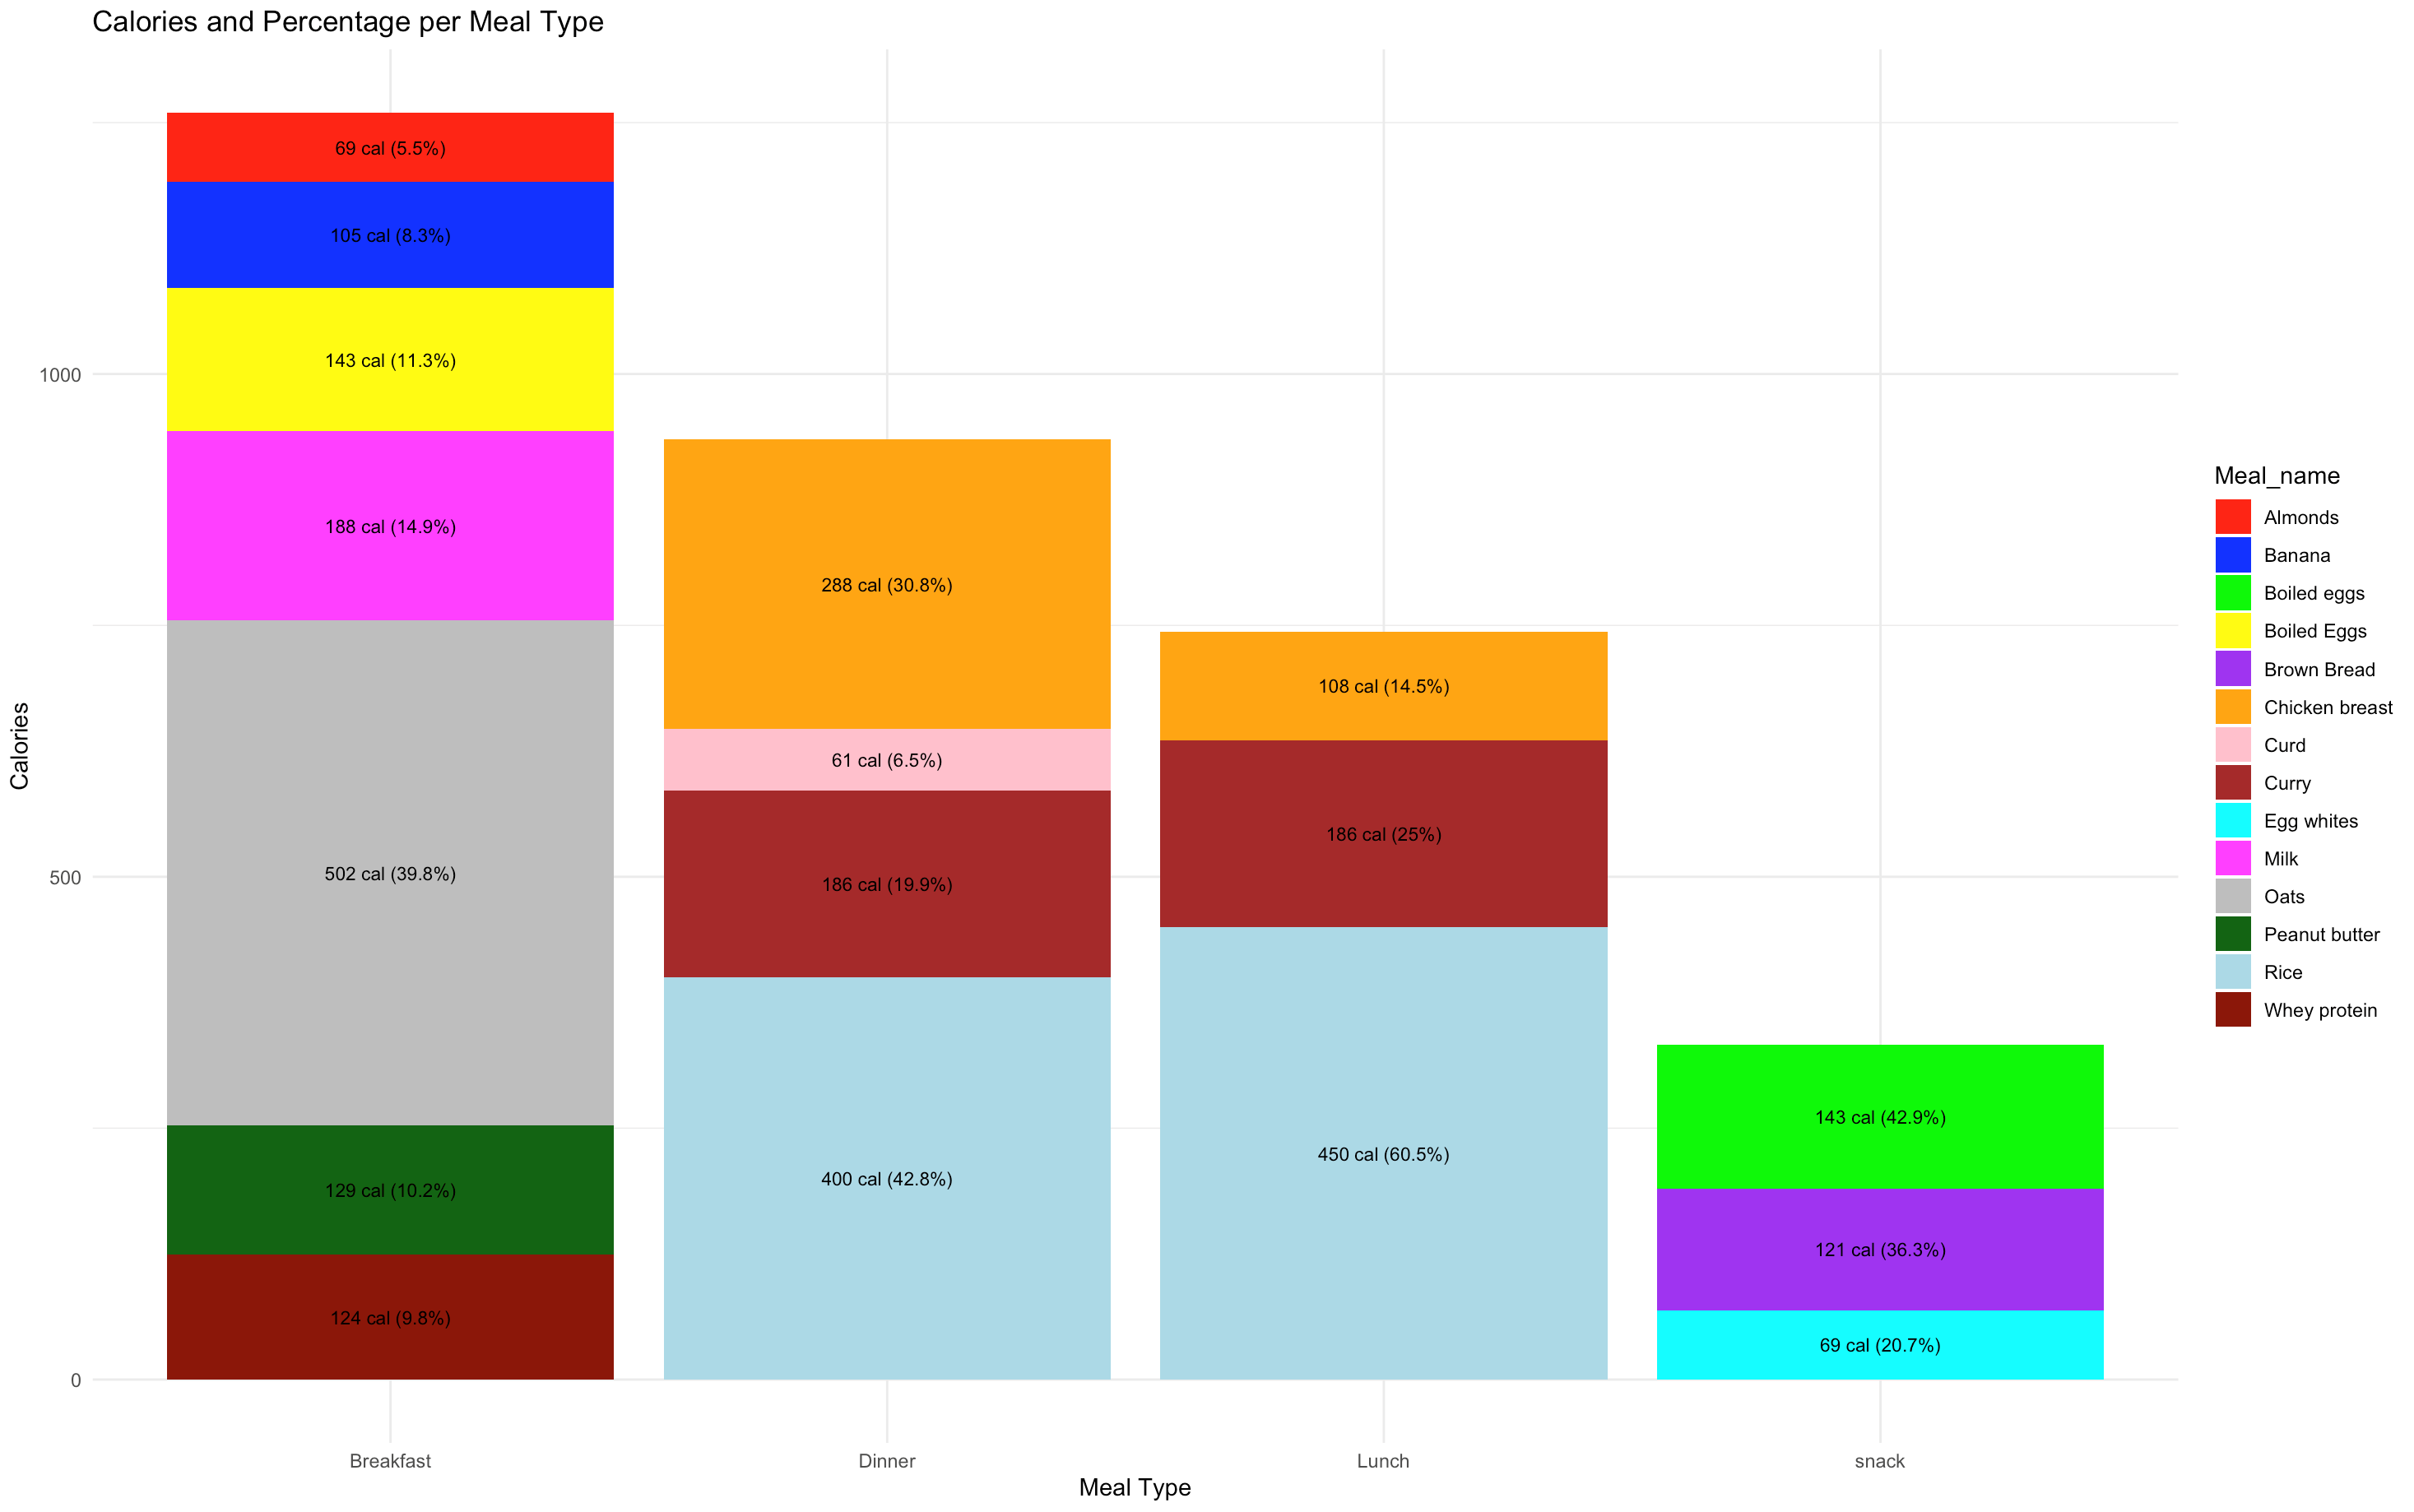 Calories and Percentage per Meal Type
Calories
1000
500
0
69 cal (5.5%)
105 cal (8.3%)
143 cal (11.3%)
188 cal (14.9%)
502 cal (39.8%)
129 cal (10.2%)
124 cal (9.8%)
288 cal (30.8%)
61 cal (6.5%)
186 cal (19.9%)
400 cal (42.8%)
108 cal (14.5%)
186 cal (25%)
450 cal (60.5%)
143 cal (42.9%)
121 cal (36.3%)
69 cal (20.7%)
Breakfast
Dinner
Lunch
snack
Meal Type
Meal_name
Almonds
Banana
Boiled eggs
Boiled Eggs
Brown Bread
Chicken breast
Curd
Curry
Egg whites
Milk
Oats
Peanut butter
Rice
Whey protein